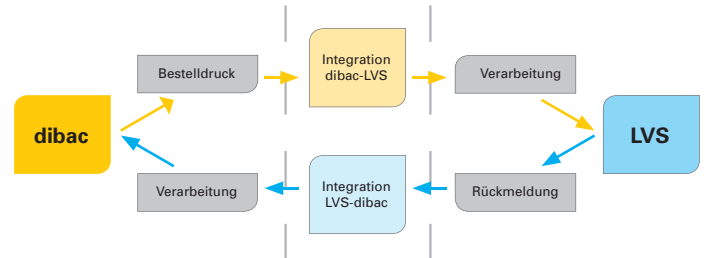 Bestelldruck
Integration
dibac-LVS
Verarbeitung
dibac
LVS
Verarbeitung
Integration
LVS-dibac
Rückmeldung